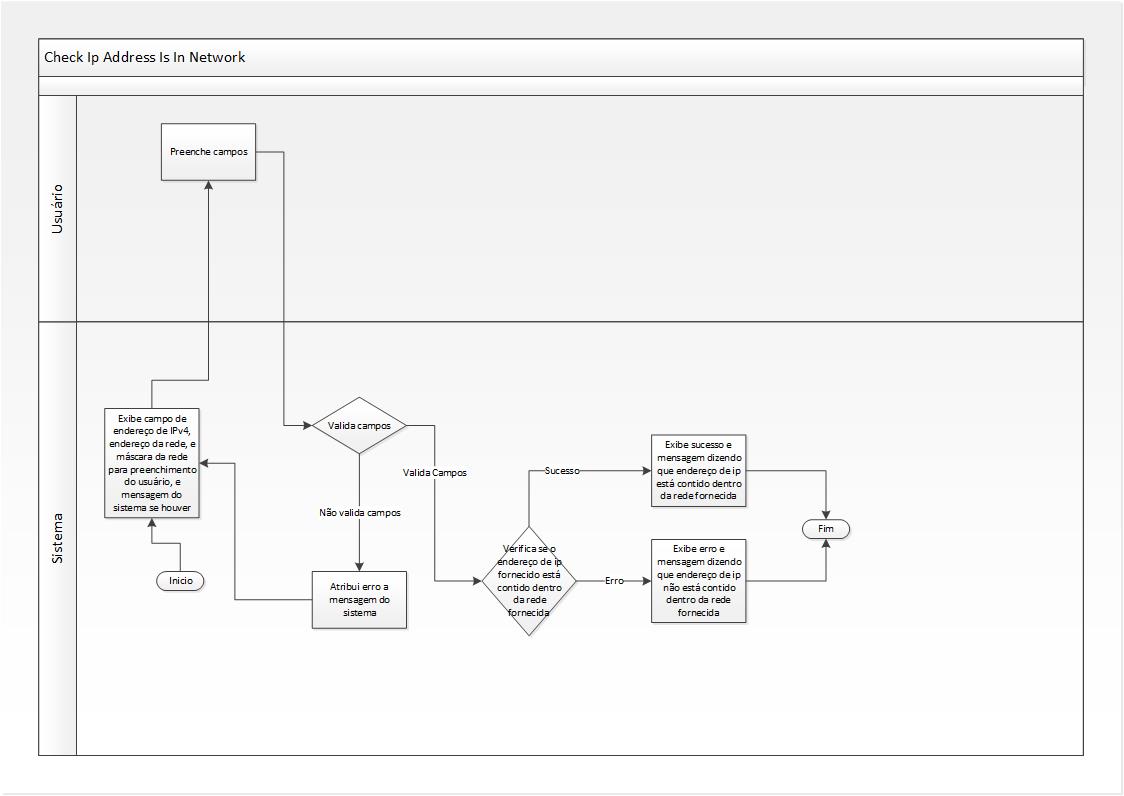 Check Ip Address Is In Network
Usuário
Preenche campos
Sistema
Exibe campo de
endereço de IPv4,
endereço da rede, e
máscara da rede
para preenchimento
do usuário, e
mensagem do
sistema se houver
Inicio
Valida campos
Não valida campos
Atribui erro a
mensagem do
sistema
Valida Campos
Verifica se o
endereço de ip
fornecido está
contido dentro
da rede
fornecida
Sucesso
Exibe sucesso e
mensagem dizendo
que endereço de ip
está contido dentro
da rede fornecida
Erro
Exibe erro e
mensagem dizendo
que endereço de ip
não está contido
dentro da rede
fornecida
Fim